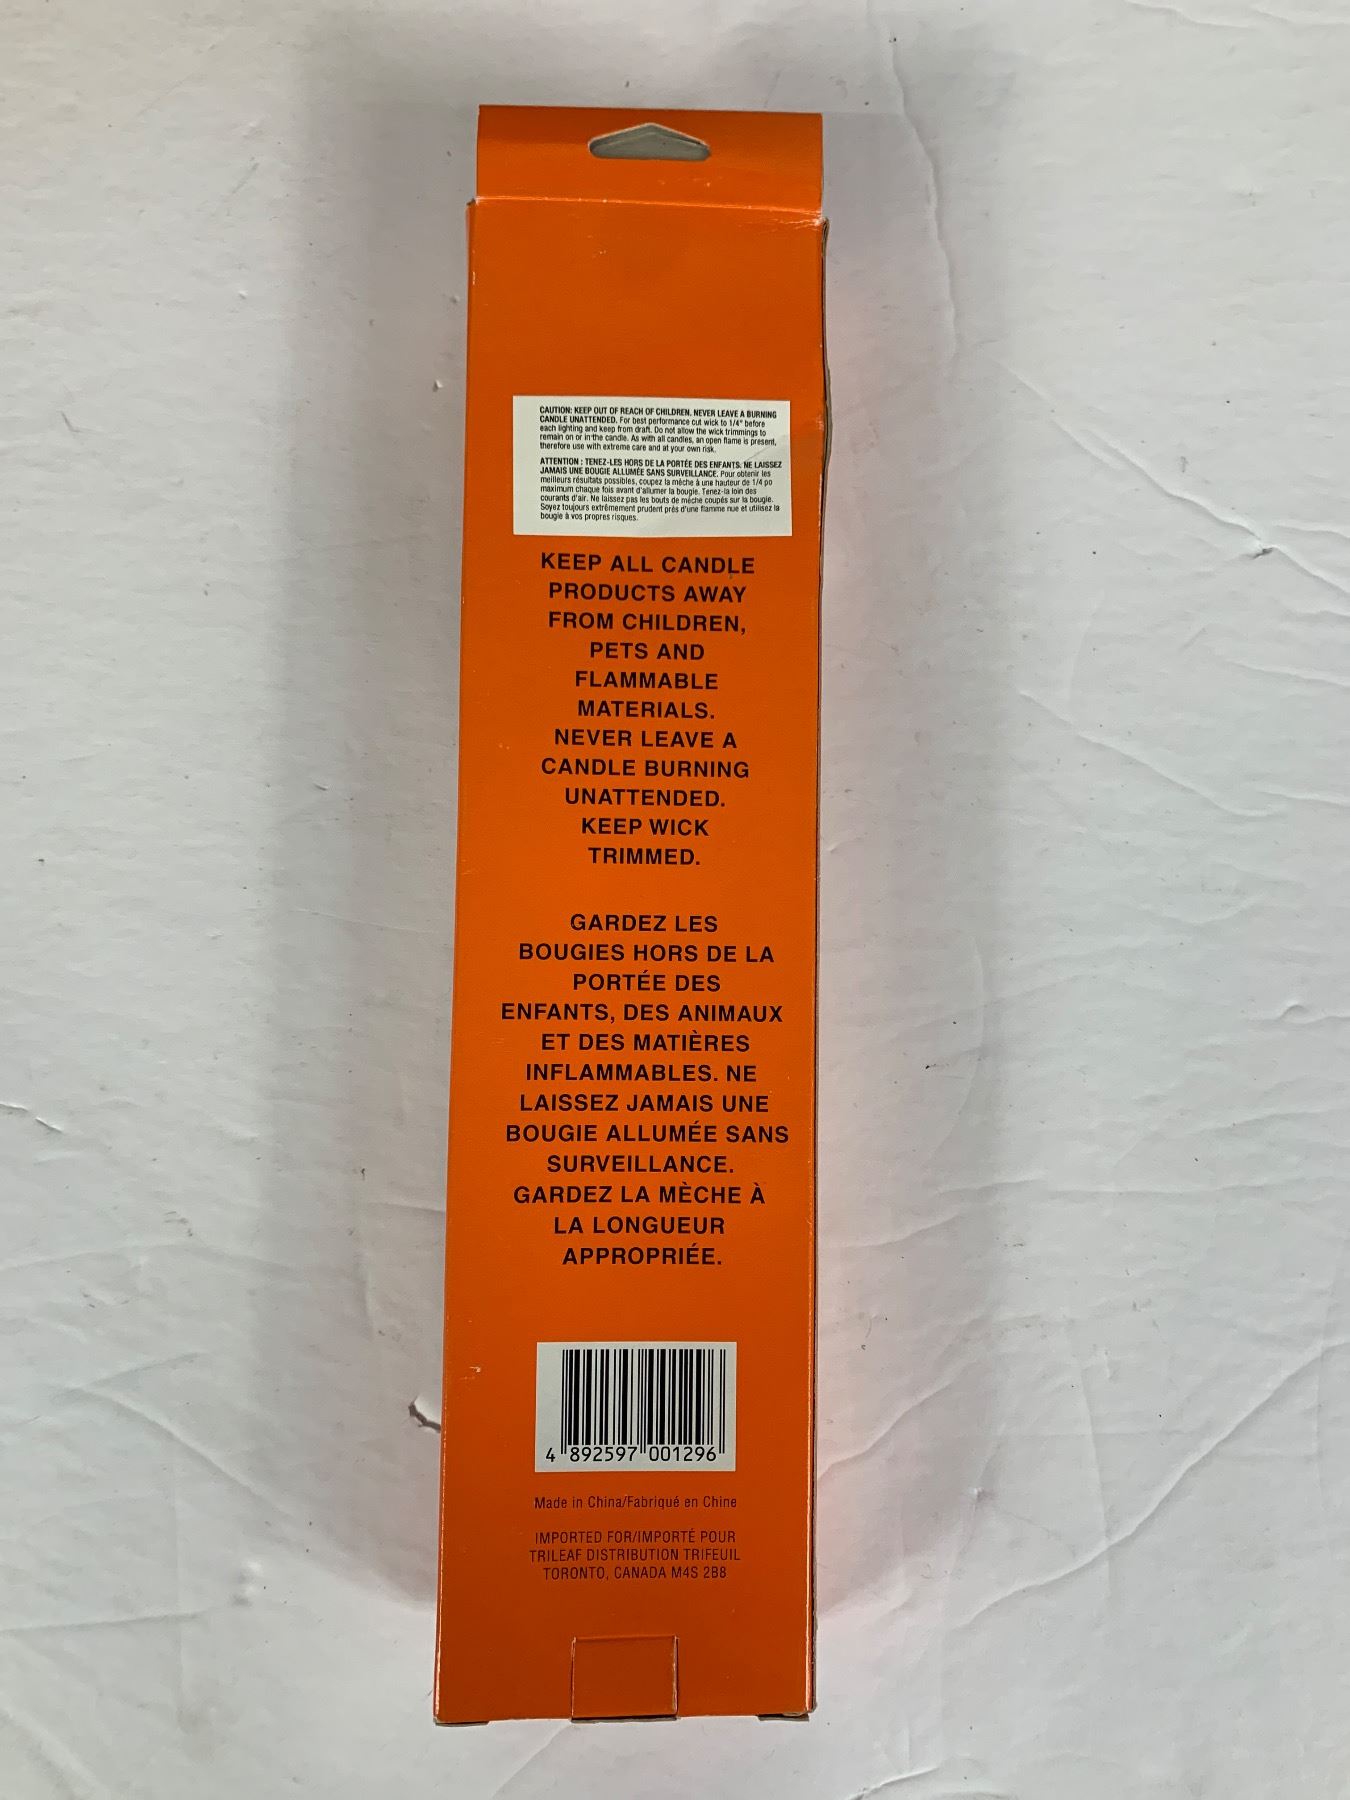 CAUTION: KEEP OUT OF REACH OF CHILDREN. NEVER LEAVE A BURNING
CANDLE UNATTENDED. For best performance cut wick to 1/4" before
each lighting and keep from draft. Do not allow the wick trimmings to
remain on or in the candle. As with all candles, an open flame is present,
therefore use with extreme care and at your own risk.
ATTENTION : TENEZ-LES HORS DE LA PORTÉE DES ENFANTS. NE LAISSEZ
JAMAIS UNE BOUGIE ALLUMÉE SANS SURVEILLANCE. Pour obtenir les
meilleurs résultats possibles, coupez la mèche à une hauteur de 1/4 po
maximum chaque fois avant d'allumer la bougie. Tenez-la loin des
courants d'air. Ne laissez pas les bouts de mèche coupés sur la bougie.
Soyez toujours extrêmement prudent près d'une flamme nue et utilisez la
bougie à vos propres risques.
KEEP ALL CANDLE
PRODUCTS AWAY
FROM CHILDREN,
PETS AND
FLAMMABLE
MATERIALS.
NEVER LEAVE A
CANDLE BURNING
UNATTENDED.
KEEP WICK
TRIMMED.
GARDEZ LES
BOUGIES HORS DE LA
PORTÉE DES
ENFANTS, DES ANIMAUX
ET DES MATIÈRES
INFLAMMABLES. NE
LAISSEZ JAMAIS UNE
BOUGIE ALLUMÉE SANS
SURVEILLANCE.
GARDEZ LA MÈCHE À
LA LONGUEUR
APPROPRIÉE.
4 892597 001296
Made in China/Fabriqué en Chine
IMPORTED FOR/IMPORTÉ POUR
TRILEAF DISTRIBUTION TRIFEUIL
TORONTO, CANADA M4S 2B8